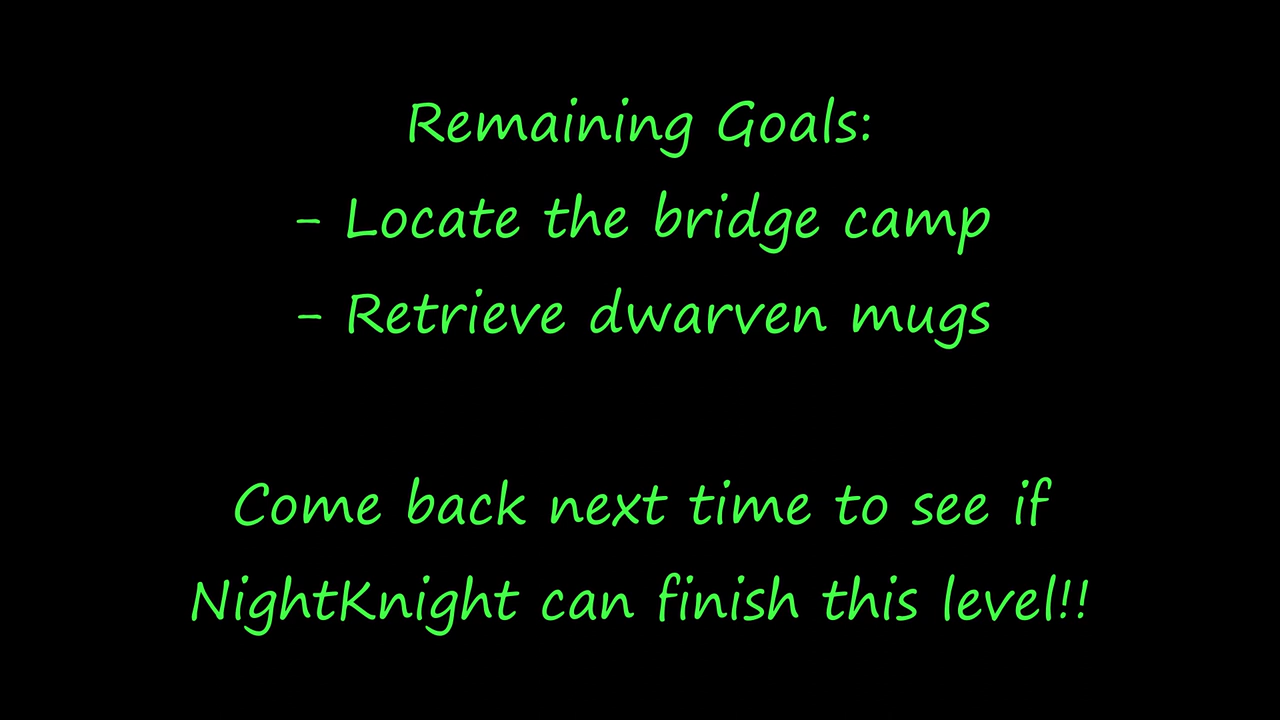 Remaining Goals:
- Locate the bridge camp
- Retrieve dwarven mugs
Come back next time to see if
NightKnight can finish this level!!